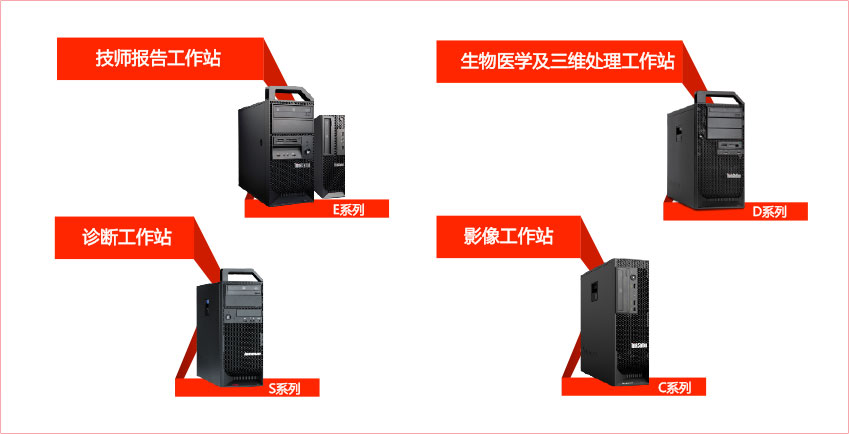 技师报告工作站
生物医学及三维处理工作站
ThinkStation
E系列
D系列
诊断工作站
影像工作站
ThinkStation
S系列
C系列